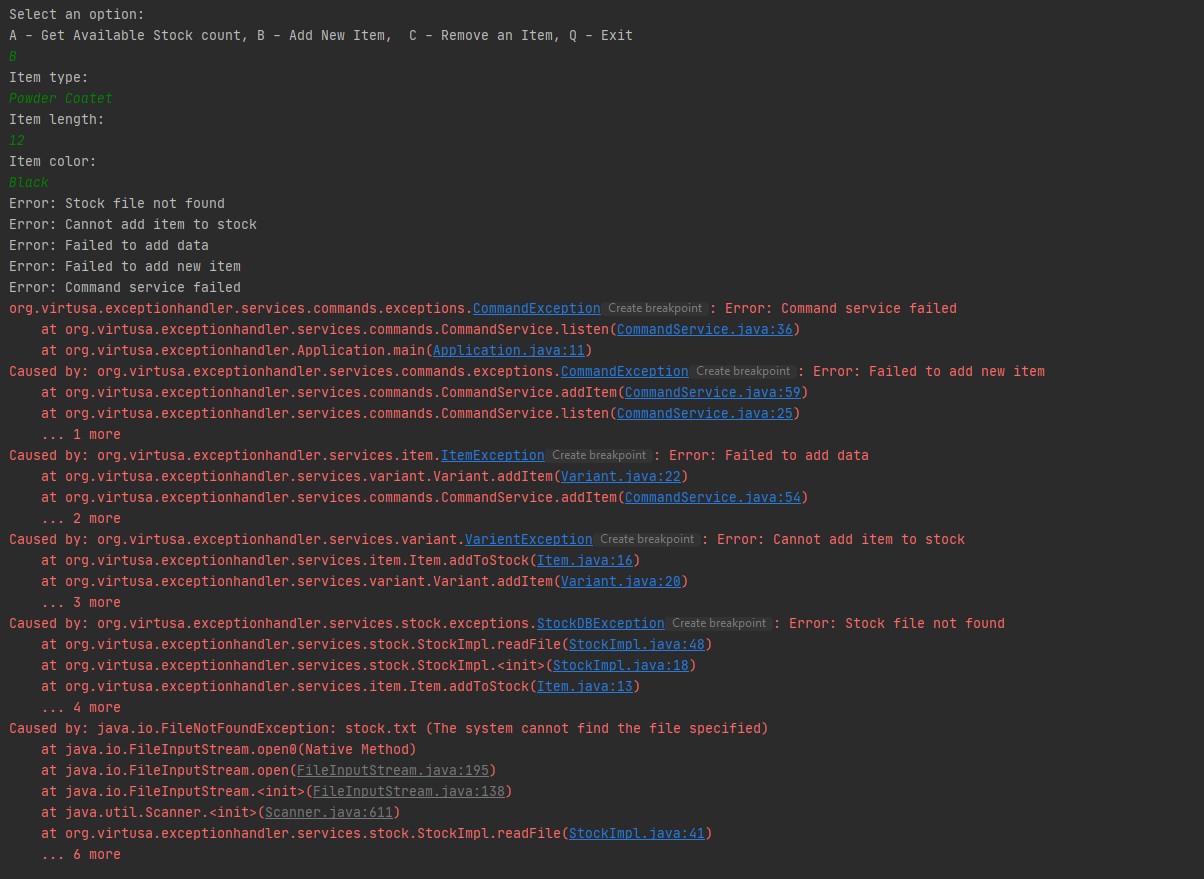 Select an option:
A - Get Available Stock count, B - Add New Item,  C - Remove an Item, Q - Exit
B
Item type:
Powder Coatet
Item length:
12
Item color:
Black
Error: Stock file not found
Error: Cannot add item to stock
Error: Failed to add data
Error: Failed to add new item
Error: Command service failed
org.virtusa.exceptionhandler.services.commands.exceptions.CommandException Create breakpoint : Error: Command service failed
    at org.virtusa.exceptionhandler.services.commands.CommandService.listen(CommandService.java:36)
    at org.virtusa.exceptionhandler.Application.main(Application.java:11)
Caused by: org.virtusa.exceptionhandler.services.commands.exceptions.CommandException Create breakpoint : Error: Failed to add new item
    at org.virtusa.exceptionhandler.services.commands.CommandService.addItem(CommandService.java:59)
    at org.virtusa.exceptionhandler.services.commands.CommandService.listen(CommandService.java:25)
    ... 1 more
Caused by: org.virtusa.exceptionhandler.services.item.ItemException Create breakpoint : Error: Failed to add data
    at org.virtusa.exceptionhandler.services.variant.Variant.addItem(Variant.java:22)
    at org.virtusa.exceptionhandler.services.commands.CommandService.addItem(CommandService.java:54)
    ... 2 more
Caused by: org.virtusa.exceptionhandler.services.variant.VarientException Create breakpoint : Error: Cannot add item to stock
    at org.virtusa.exceptionhandler.services.item.Item.addToStock(Item.java:16)
    at org.virtusa.exceptionhandler.services.variant.Variant.addItem(Variant.java:20)
    ... 3 more
Caused by: org.virtusa.exceptionhandler.services.stock.exceptions.StockDBException Create breakpoint : Error: Stock file not found
    at org.virtusa.exceptionhandler.services.stock.StockImpl.readFile(StockImpl.java:48)
    at org.virtusa.exceptionhandler.services.stock.StockImpl.<init>(StockImpl.java:18)
    at org.virtusa.exceptionhandler.services.item.Item.addToStock(Item.java:13)
    ... 4 more
Caused by: java.io.FileNotFoundException: stock.txt (The system cannot find the file specified)
    at java.io.FileInputStream.open0(Native Method)
    at java.io.FileInputStream.open(FileInputStream.java:195)
    at java.io.FileInputStream.<init>(FileInputStream.java:138)
    at java.util.Scanner.<init>(Scanner.java:611)
    at org.virtusa.exceptionhandler.services.stock.StockImpl.readFile(StockImpl.java:41)
    ... 6 more